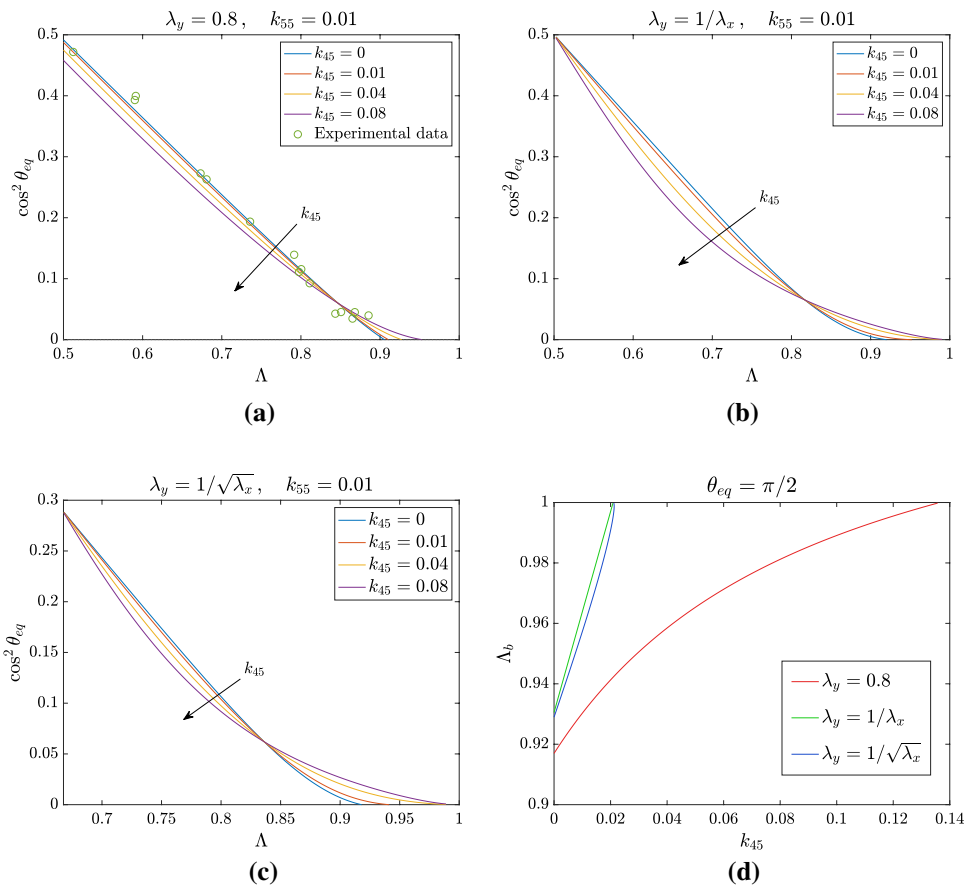 λ_y = 0.8 ,   k_55 = 0.01
0.5
0.4
0.3
0.2
0.1
0
cos² θ_eq
k_45 = 0
k_45 = 0.01
k_45 = 0.04
k_45 = 0.08
Experimental data
k_45
0.5 0.6 0.7 0.8 0.9 1
Λ
(a)
λ_y = 1/λ_x ,   k_55 = 0.01
0.5
0.4
0.3
0.2
0.1
0
cos² θ_eq
k_45 = 0
k_45 = 0.01
k_45 = 0.04
k_45 = 0.08
k_45
0.5 0.6 0.7 0.8 0.9 1
Λ
(b)
λ_y = 1/√λ_x ,   k_55 = 0.01
0.3
0.25
0.2
0.15
0.1
0.05
0
cos² θ_eq
k_45 = 0
k_45 = 0.01
k_45 = 0.04
k_45 = 0.08
k_45
0.7 0.75 0.8 0.85 0.9 0.95 1
Λ
(c)
θ_eq = π/2
1
0.98
0.96
0.94
0.92
0.9
Λ_b
λ_y = 0.8
λ_y = 1/λ_x
λ_y = 1/√λ_x
0 0.02 0.04 0.06 0.08 0.1 0.12 0.14
k_45
(d)